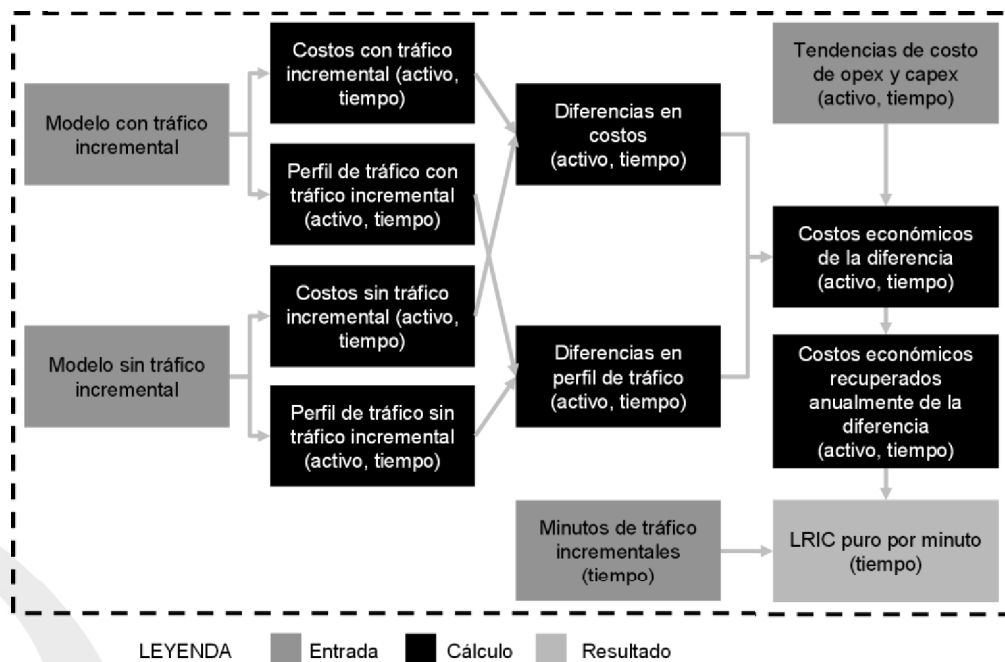 Costos con tráfico
incremental (activo,
tiempo)
Tendencias de costo
de opex y capex
(activo, tiempo)
Modelo con tráfico
incremental
Diferencias en
costos
(activo, tiempo)
Perfil de tráfico con
tráfico incremental
(activo, tiempo)
Costos económicos
de la diferencia
(activo, tiempo)
Costos sin tráfico
incremental (activo,
tiempo)
Modelo sin tráfico
incremental
Diferencias en
perfil de tráfico
(activo, tiempo)
Costos económicos
recuperados
anualmente de la
diferencia
(activo, tiempo)
Perfil de tráfico sin
tráfico incremental
(activo, tiempo)
Minutos de tráfico
incrementales
(tiempo)
LRIC puro por minuto
(tiempo)
LEYENDA Entrada Cálculo Resultado